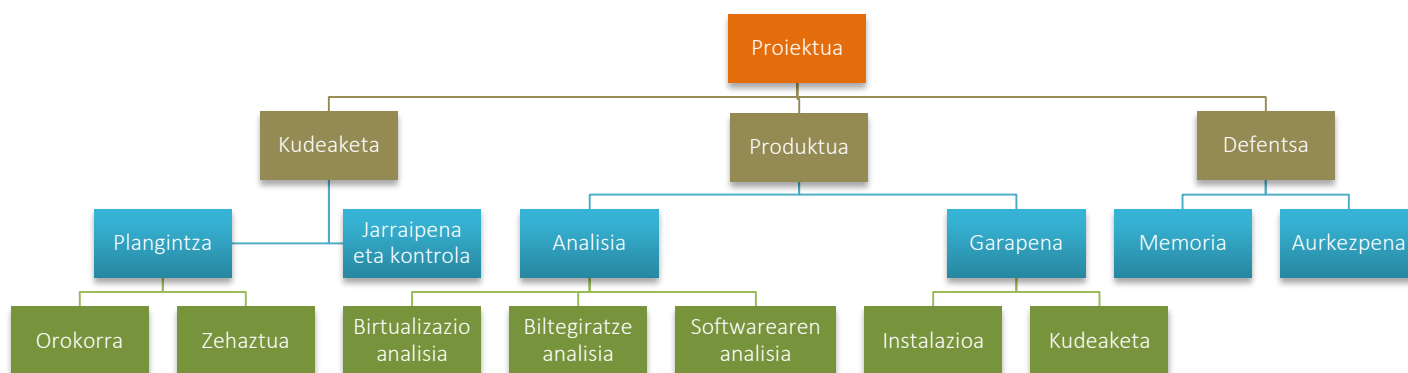 Proiektua
Kudeaketa
Produktua
Defentsa
Plangintza
Jarraipena
eta kontrola
Analisia
Garapena
Memoria
Aurkezpena
Orokorra
Zehaztua
Birtualizazio
analisia
Biltegiratze
analisia
Softwarearen
analisia
Instalazioa
Kudeaketa